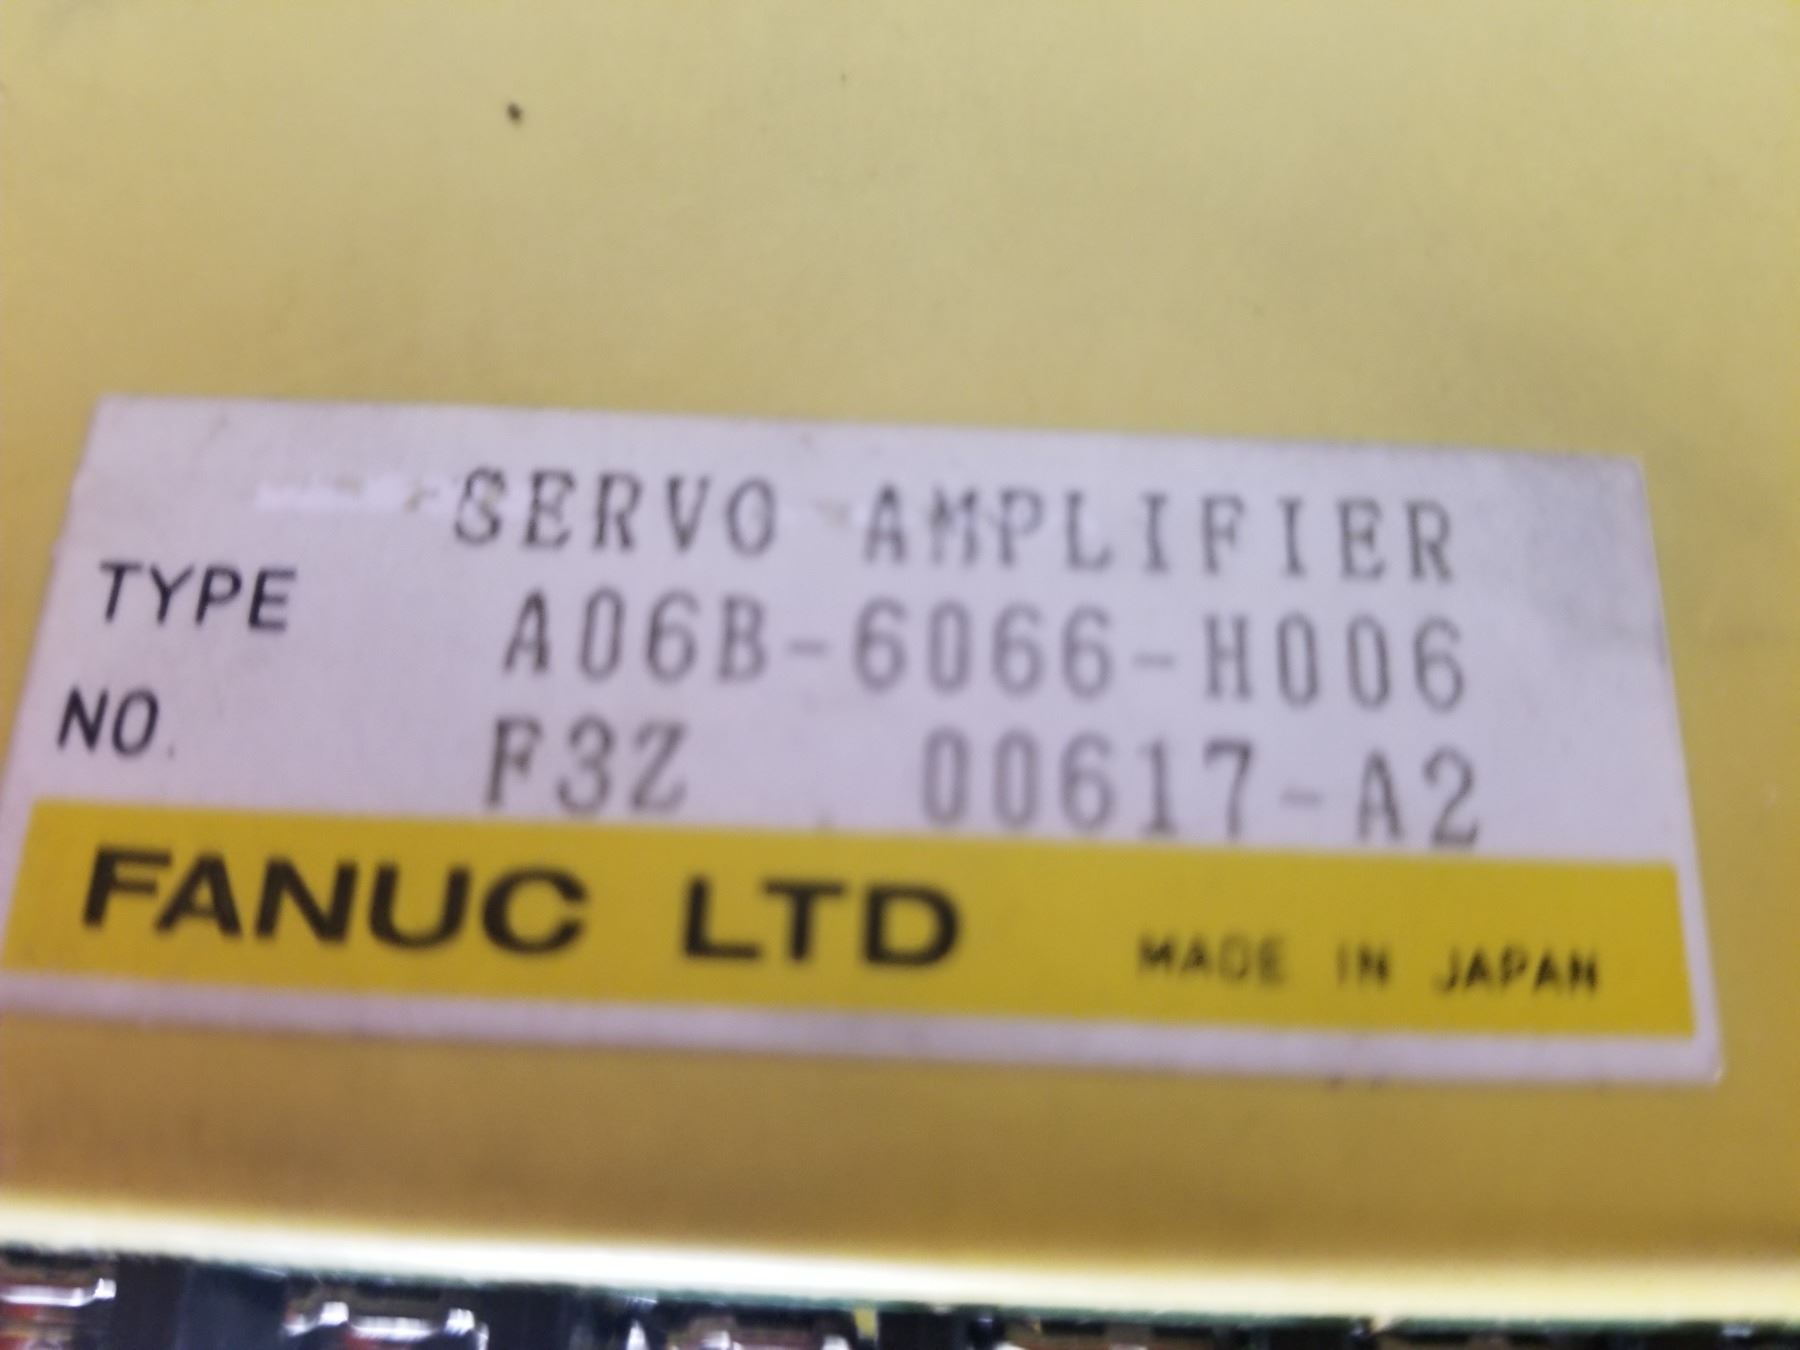 SERVO AMPLIFIER
TYPE A06B-6066-H006
NO. F3Z 00617-A2
FANUC LTD MADE IN JAPAN